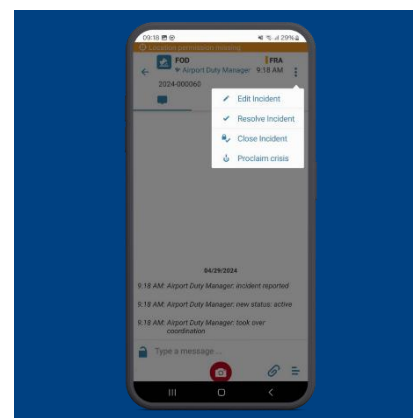 09:18 29%
Location permission missing
FOD FRA
Airport Duty Manager 9:18 AM
2024-000063
Edit Incident
Resolve Incident
Close Incident
Proclaim crisis
04/29/2024
9:18 AM: Airport Duty Manager: incident reported
9:18 AM: Airport Duty Manager: new status: active
9:18 AM: Airport Duty Manager: took over
coordination
Type a message ...